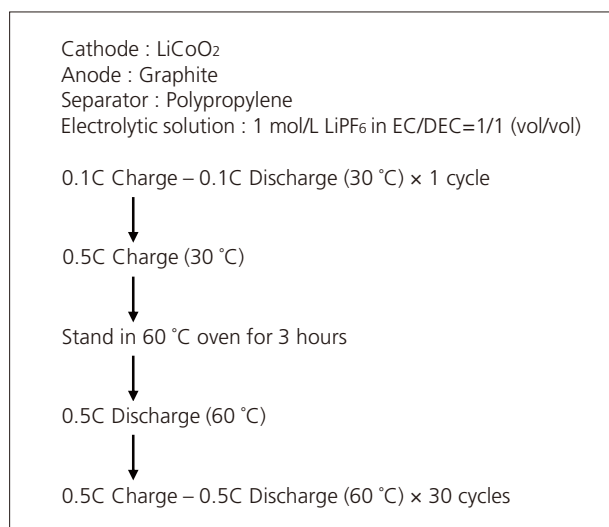 Cathode : LiCoO₂
Anode : Graphite
Separator : Polypropylene
Electrolytic solution : 1 mol/L LiPF₆ in EC/DEC=1/1 (vol/vol)
0.1C Charge – 0.1C Discharge (30 ˚C) × 1 cycle
0.5C Charge (30 ˚C)
Stand in 60 ˚C oven for 3 hours
0.5C Discharge (60 ˚C)
0.5C Charge – 0.5C Discharge (60 ˚C) × 30 cycles